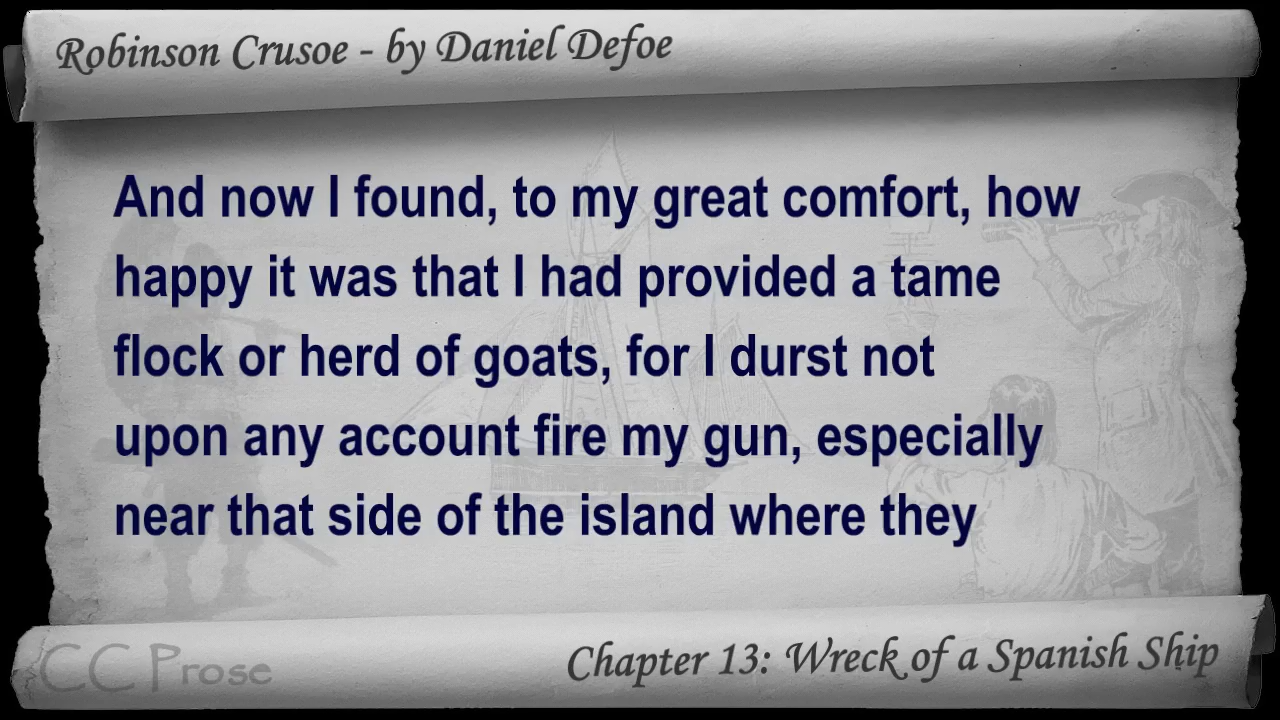 Robinson Crusoe - by Daniel Defoe
And now I found, to my great comfort, how
happy it was that I had provided a tame
flock or herd of goats, for I durst not
upon any account fire my gun, especially
near that side of the island where they
CC Prose
Chapter 13: Wreck of a Spanish Ship